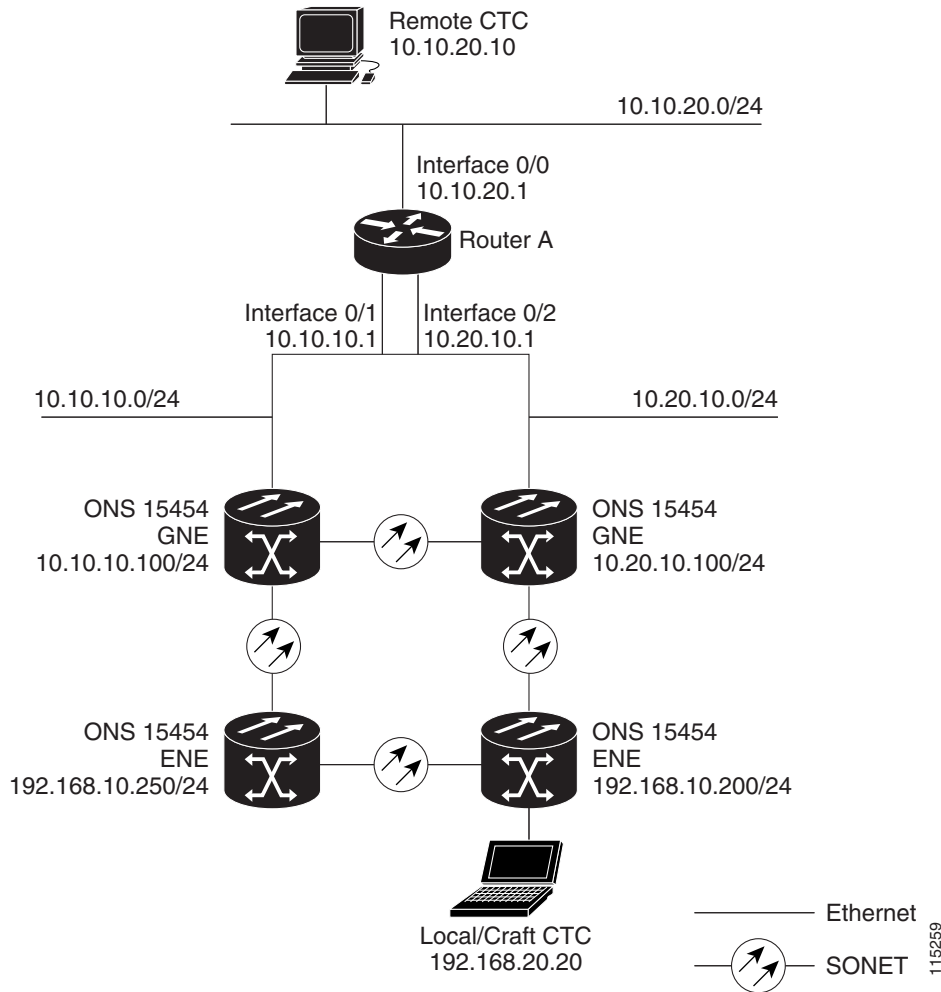 Remote CTC
10.10.20.10
10.10.20.0/24
Interface 0/0
10.10.20.1
Router A
Interface 0/1
10.10.10.1
Interface 0/2
10.20.10.1
10.10.10.0/24
10.20.10.0/24
ONS 15454
GNE
10.10.10.100/24
ONS 15454
GNE
10.20.10.100/24
ONS 15454
ENE
192.168.10.250/24
ONS 15454
ENE
192.168.10.200/24
Local/Craft CTC
192.168.20.20
Ethernet
SONET
115259